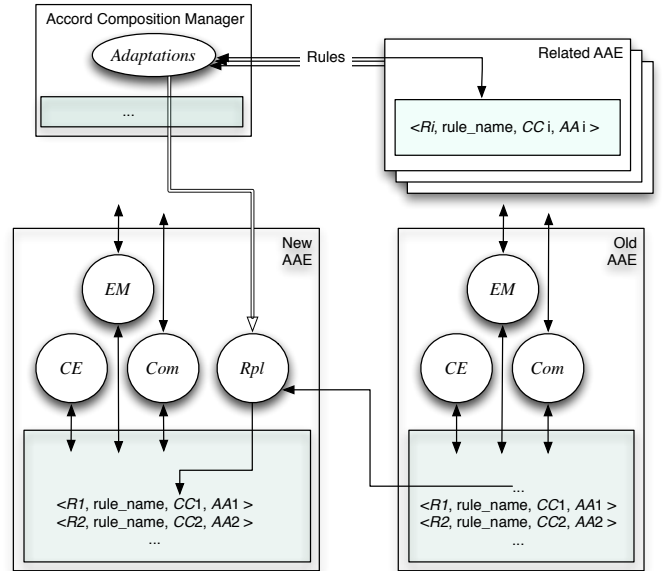 Accord Composition Manager
Adaptations
...
Rules
Related AAE
<Ri, rule_name, CC i, AA i >
New
AAE
EM
CE
Com
Rpl
<R1, rule_name, CC1, AA1 >
<R2, rule_name, CC2, AA2 >
...
Old
AAE
EM
CE
Com
...
<R1, rule_name, CC1, AA1 >
<R2, rule_name, CC2, AA2 >
...